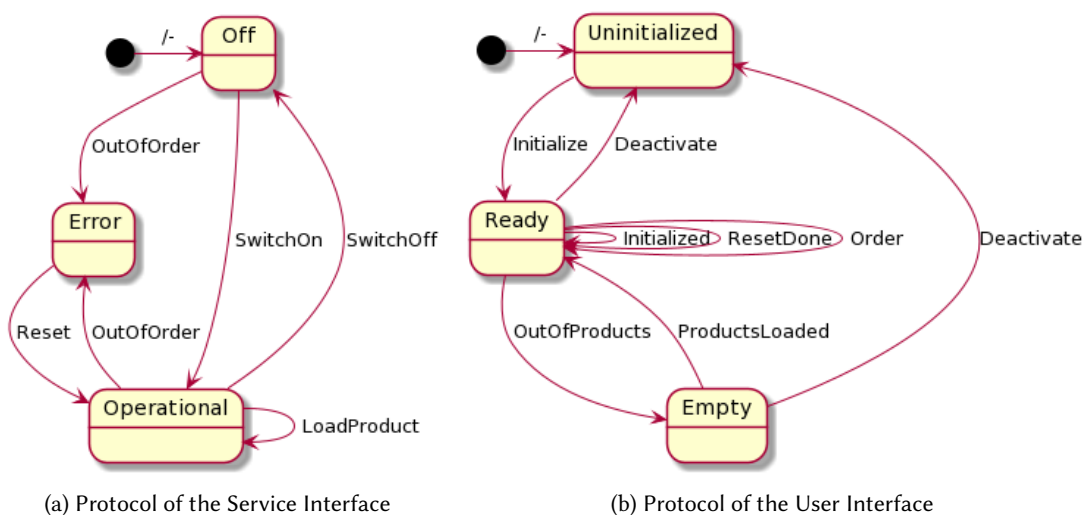 /-
Off
OutOfOrder
Error
SwitchOn
SwitchOff
Reset
OutOfOrder
Operational
LoadProduct
(a) Protocol of the Service Interface
/-
Uninitialized
Initialize
Deactivate
Ready
Initialized
ResetDone
Order
Deactivate
OutOfProducts
ProductsLoaded
Empty
(b) Protocol of the User Interface